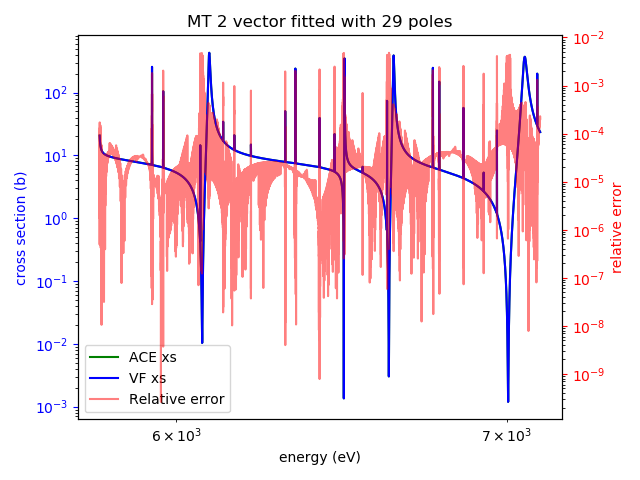 MT 2 vector fitted with 29 poles
cross section (b)
10²
10¹
10⁰
10⁻¹
10⁻²
10⁻³
10⁻²
10⁻³
10⁻⁴
10⁻⁵
10⁻⁶
10⁻⁷
10⁻⁸
10⁻⁹
relative error
ACE xs
VF xs
Relative error
6 × 10³
7 × 10³
energy (eV)